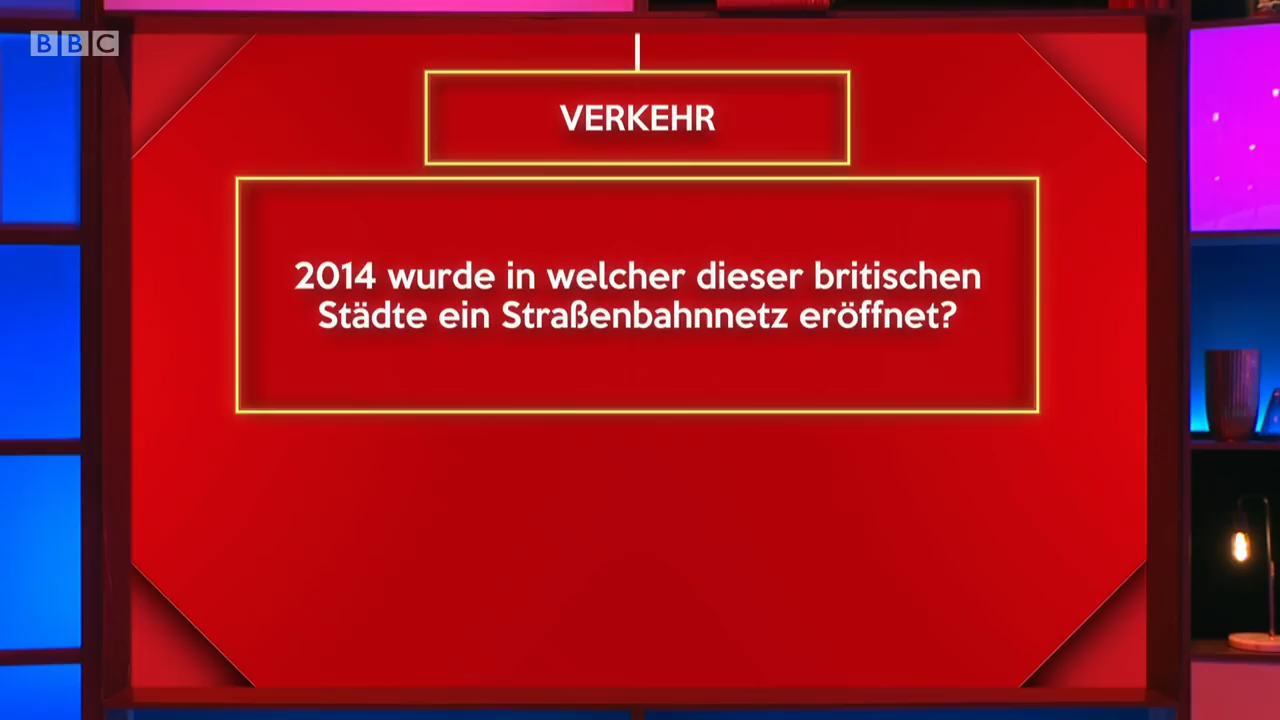 BBC
VERKEHR
2014 wurde in welcher dieser britischen
Städte ein Straßenbahnnetz eröffnet?